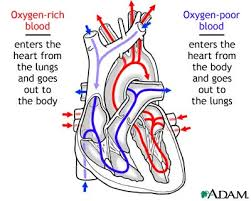 Oxygen-rich
blood
enters the
heart from
the lungs
and goes
out to
the body
Oxygen-poor
blood
enters the
heart from
the body
and goes
out to
the lungs
ADAM.